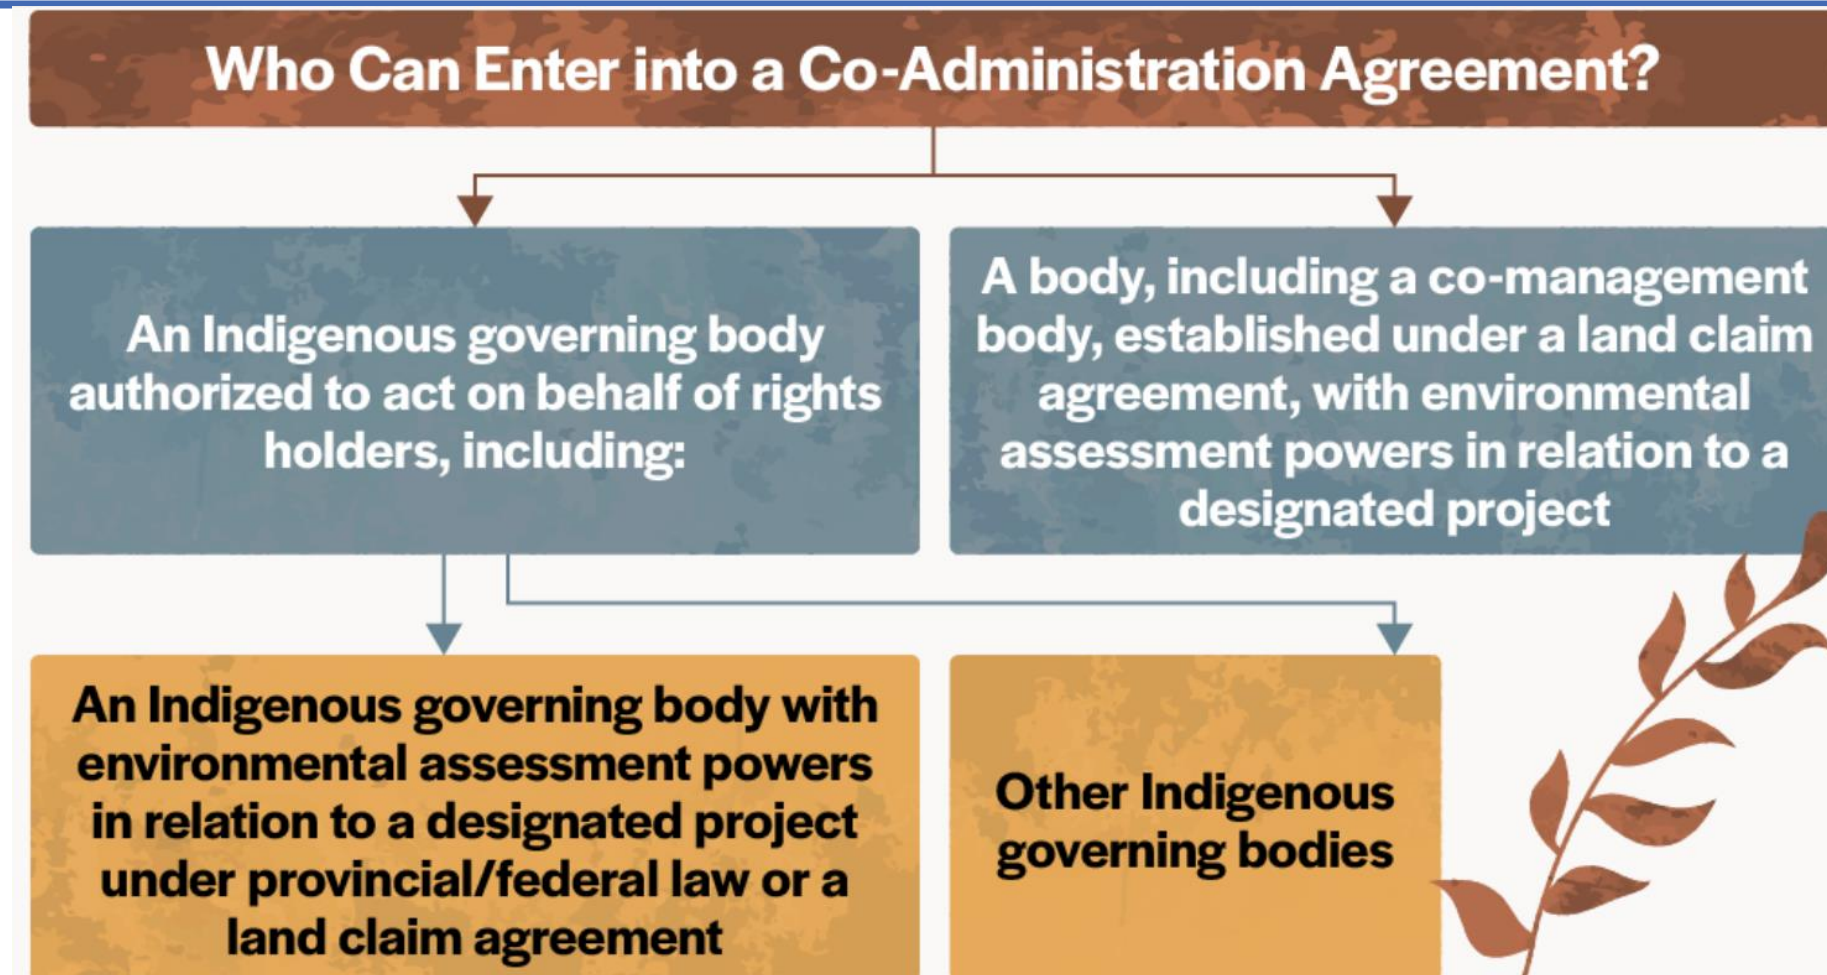 Who Can Enter into a Co-Administration Agreement?
An Indigenous governing body
authorized to act on behalf of rights
holders, including:
A body, including a co-management
body, established under a land claim
agreement, with environmental
assessment powers in relation to a
designated project
An Indigenous governing body with
environmental assessment powers
in relation to a designated project
under provincial/federal law or a
land claim agreement
Other Indigenous
governing bodies